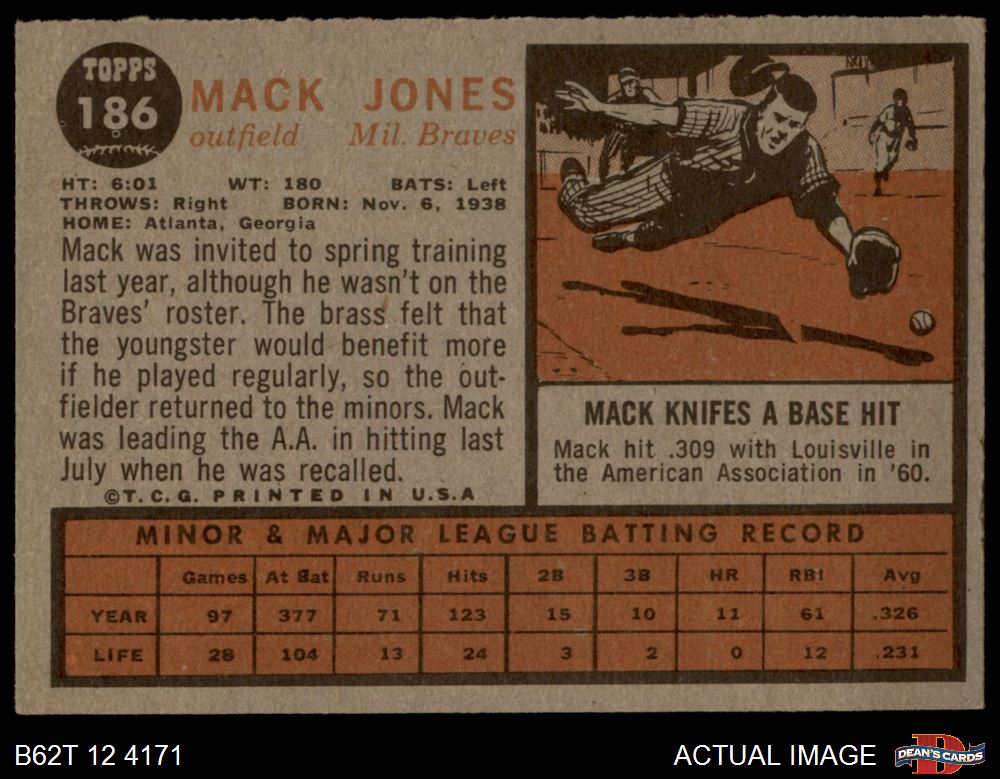 TOPPS
186
MACK JONES
outfield Mil. Braves
HT: 6:01 WT: 180 BATS: Left
THROWS: Right BORN: Nov. 6, 1938
HOME: Atlanta, Georgia
Mack was invited to spring training
last year, although he wasn't on the
Braves' roster. The brass felt that
the youngster would benefit more
if he played regularly, so the out-
fielder returned to the minors. Mack
was leading the A.A. in hitting last
July when he was recalled.
©T.C.G. PRINTED IN U.S.A
MACK KNIFES A BASE HIT
Mack hit .309 with Louisville in
the American Association in '60.
MINOR & MAJOR LEAGUE BATTING RECORD
Games At Bat Runs Hits 2B 3B HR RBI Avg
YEAR 97 377 71 123 15 10 11 61 .326
LIFE 28 104 13 24 3 2 0 12 .231
B62T 12 4171 ACTUAL IMAGE DEAN'S CARDS